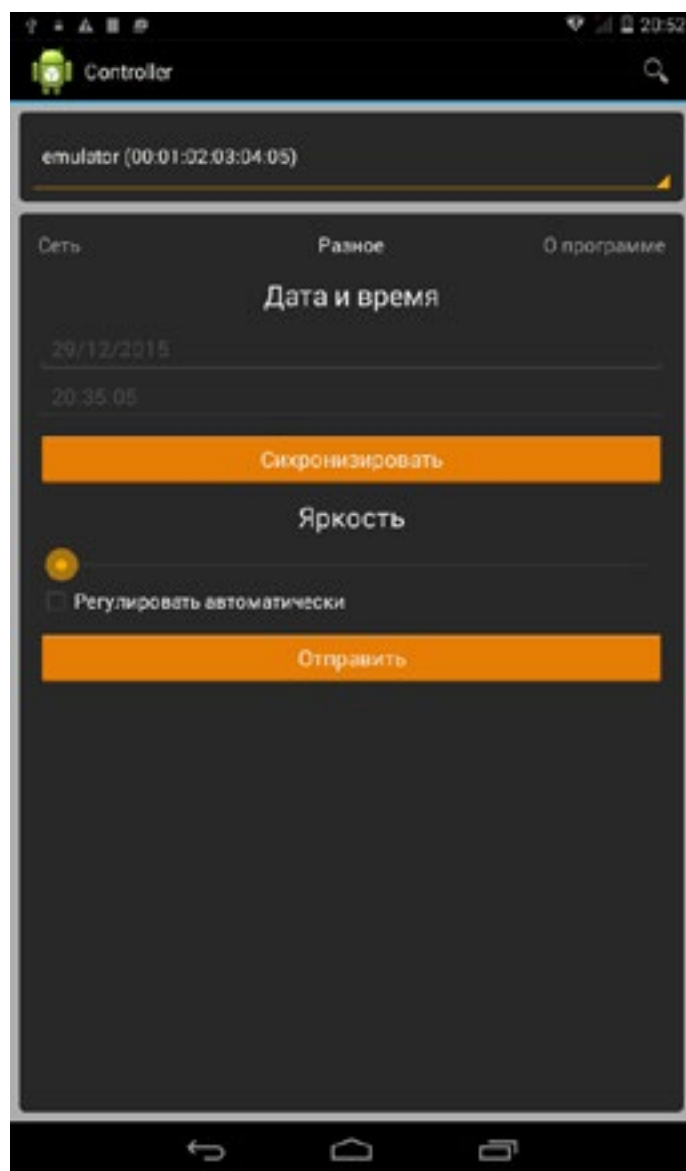 20:52
Controller
emulator (00:01:02:03:04:05)
Сеть Разное О программе
Дата и время
29/12/2015
20:35:05
Сихронизировать
Яркость
Регулировать автоматически
Отправить